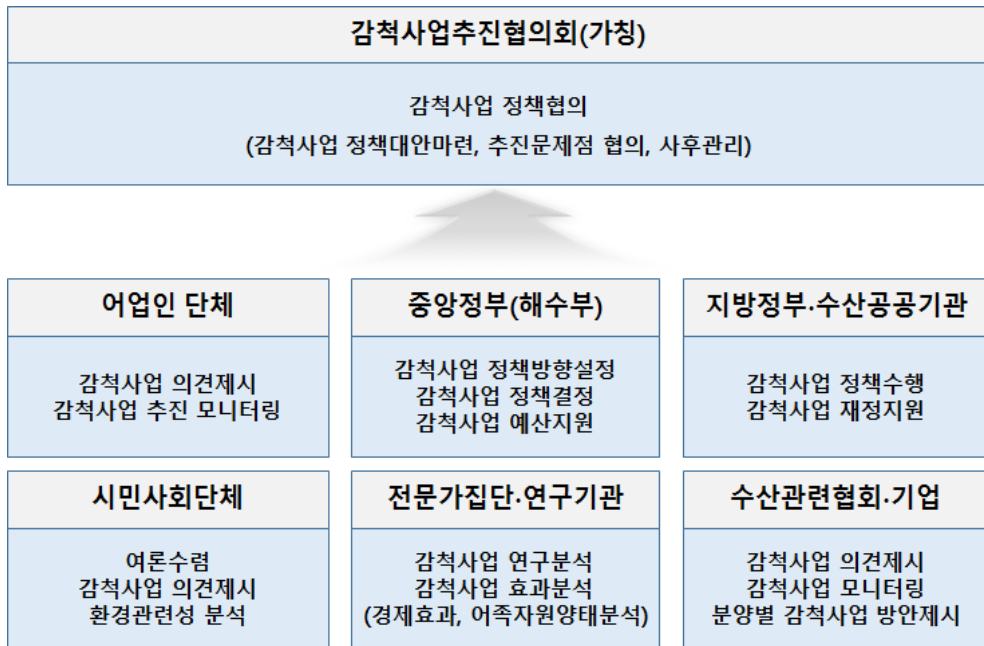 감척사업추진협의회(가칭)
감척사업 정책협의
(감척사업 정책대안마련, 추진문제점 협의, 사후관리)
어업인 단체
감척사업 의견제시
감척사업 추진 모니터링
중앙정부(해수부)
감척사업 정책방향설정
감척사업 정책결정
감척사업 예산지원
지방정부·수산공공기관
감척사업 정책수행
감척사업 재정지원
시민사회단체
여론수렴
감척사업 의견제시
환경관련성 분석
전문가집단·연구기관
감척사업 연구분석
감척사업 효과분석
(경제효과, 어족자원양태분석)
수산관련협회·기업
감척사업 의견제시
감척사업 모니터링
분양별 감척사업 방안제시